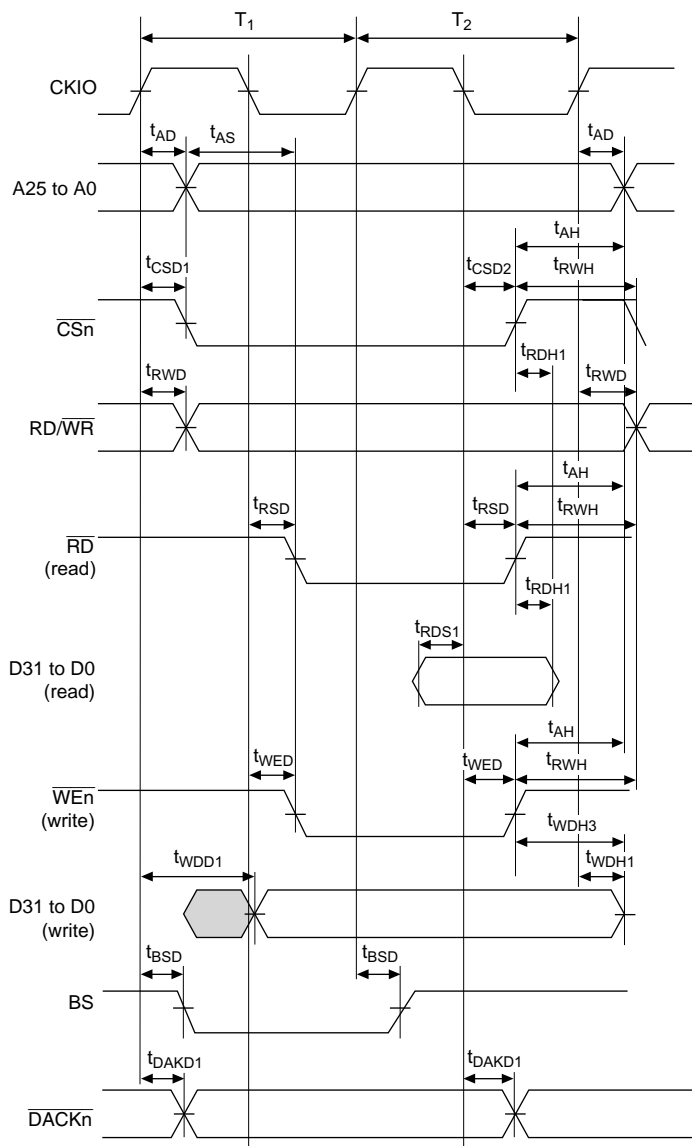 T1 T2
CKIO
tAD tAS tAD
A25 to A0
tAH
tCSD1 tCSD2 tRWH
CSn
tRDH1
tRWD tRWD
RD/WR
tAH
tRSD tRSD tRWH
RD
(read)
tRDH1
tRDS1
D31 to D0
(read)
tAH
tWED tWED tRWH
WEn
(write)
tWDH3
tWDD1 tWDH1
D31 to D0
(write)
tBSD tBSD
BS
tDAKD1 tDAKD1
DACKn